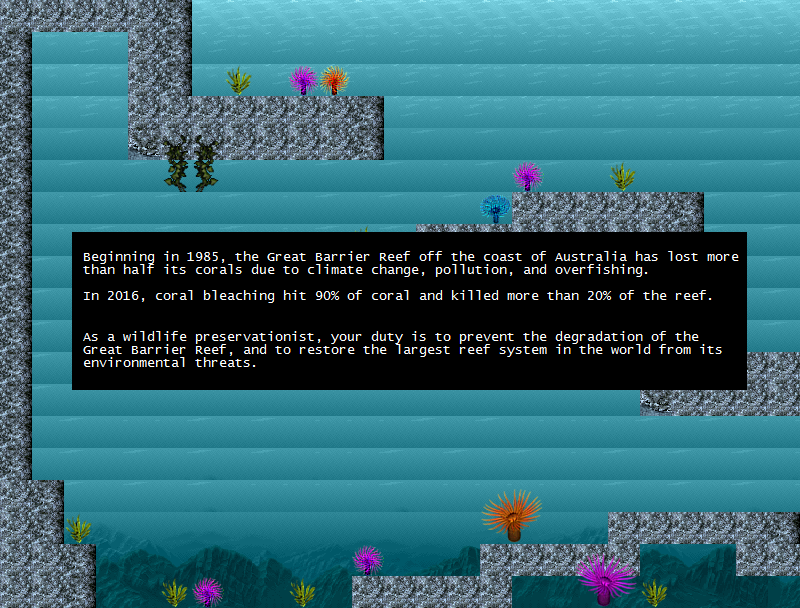 Beginning in 1985, the Great Barrier Reef off the coast of Australia has lost more
than half its corals due to climate change, pollution, and overfishing.
In 2016, coral bleaching hit 90% of coral and killed more than 20% of the reef.
As a wildlife preservationist, your duty is to prevent the degradation of the
Great Barrier Reef, and to restore the largest reef system in the world from its
environmental threats.